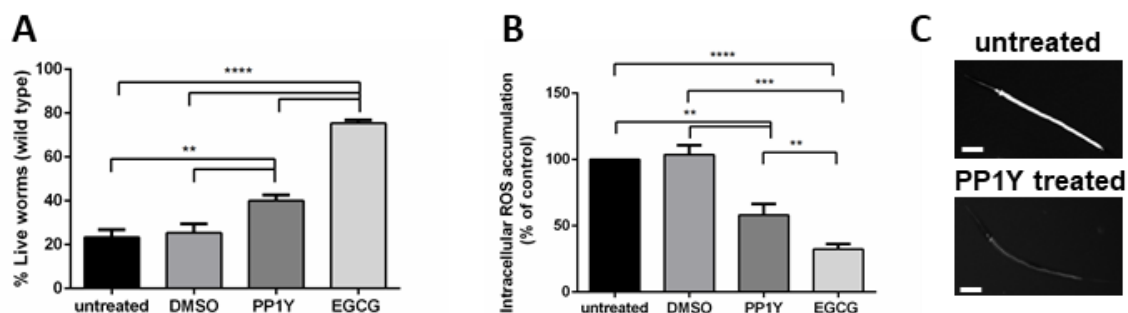 A
% Live worms (wild type)
100
80
60
40
20
0
****
**
untreated DMSO PP1Y EGCG
B
Intracellular ROS accumulation
(% of control)
150
100
50
0
****
***
**
**
untreated DMSO PP1Y EGCG
C
untreated
PP1Y treated